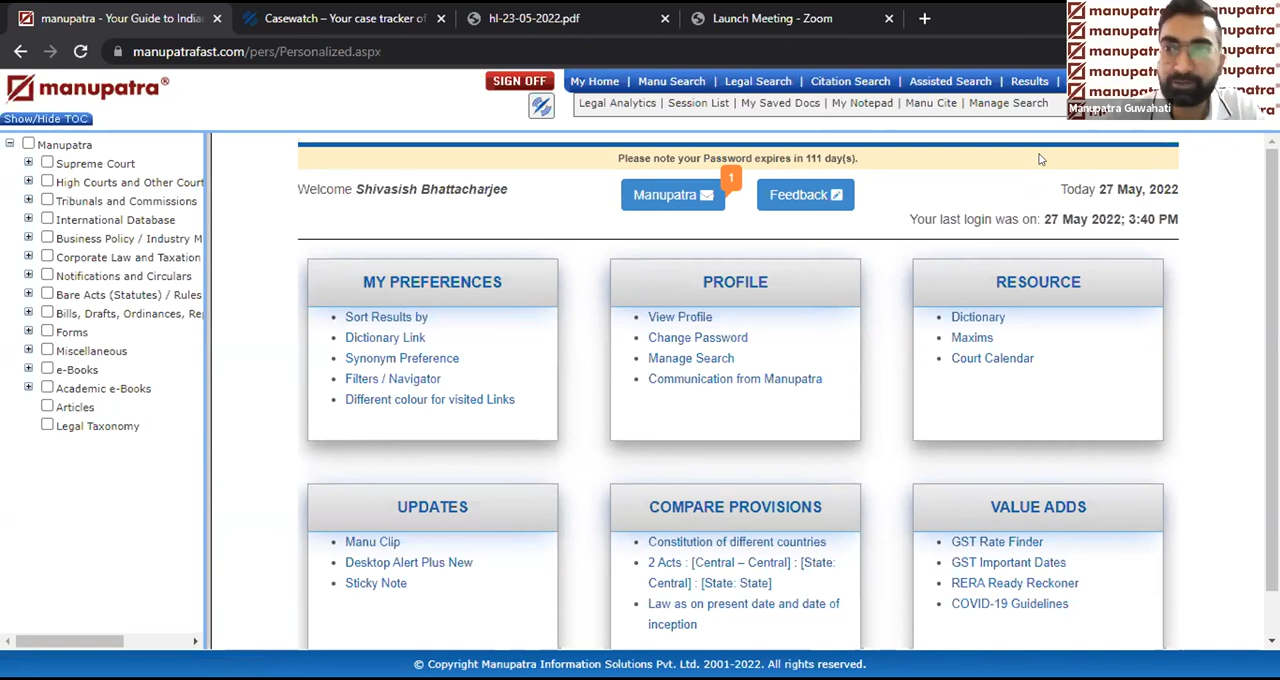 manupatra - Your Guide to Indian
Casewatch – Your case tracker of
hl-23-05-2022.pdf
Launch Meeting - Zoom
manupatrafast.com/pers/Personalized.aspx
manupatra®
SIGN OFF
My Home | Manu Search | Legal Search | Citation Search | Assisted Search | Results |
Legal Analytics | Session List | My Saved Docs | My Notepad | Manu Cite | Manage Search
Manupatra Guwahati
Show/Hide TOC
Manupatra
Supreme Court
High Courts and Other Court
Tribunals and Commissions
International Database
Business Policy / Industry M
Corporate Law and Taxation
Notifications and Circulars
Bare Acts (Statutes) / Rules
Bills, Drafts, Ordinances, Re
Forms
Miscellaneous
e-Books
Academic e-Books
Articles
Legal Taxonomy
Please note your Password expires in 111 day(s).
Welcome Shivasish Bhattacharjee
Manupatra
1
Feedback
Today 27 May, 2022
Your last login was on: 27 May 2022; 3:40 PM
MY PREFERENCES
Sort Results by
Dictionary Link
Synonym Preference
Filters / Navigator
Different colour for visited Links
PROFILE
View Profile
Change Password
Manage Search
Communication from Manupatra
RESOURCE
Dictionary
Maxims
Court Calendar
UPDATES
Manu Clip
Desktop Alert Plus New
Sticky Note
COMPARE PROVISIONS
Constitution of different countries
2 Acts : [Central – Central] : [State:
Central] : [State: State]
Law as on present date and date of
inception
VALUE ADDS
GST Rate Finder
GST Important Dates
RERA Ready Reckoner
COVID-19 Guidelines
© Copyright Manupatra Information Solutions Pvt. Ltd. 2001-2022. All rights reserved.